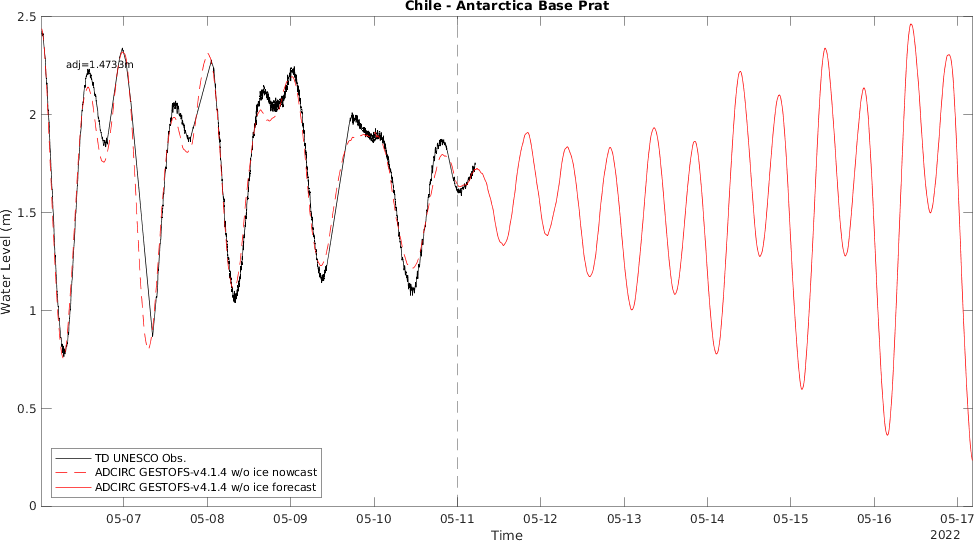 Chile - Antarctica Base Prat
adj=1.4733m
2.5
2
1.5
1
0.5
0
Water Level (m)
TD UNESCO Obs.
ADCIRC GESTOFS-v4.1.4 w/o ice nowcast
ADCIRC GESTOFS-v4.1.4 w/o ice forecast
05-07 05-08 05-09 05-10 05-11 05-12 05-13 05-14 05-15 05-16 05-17
Time
2022